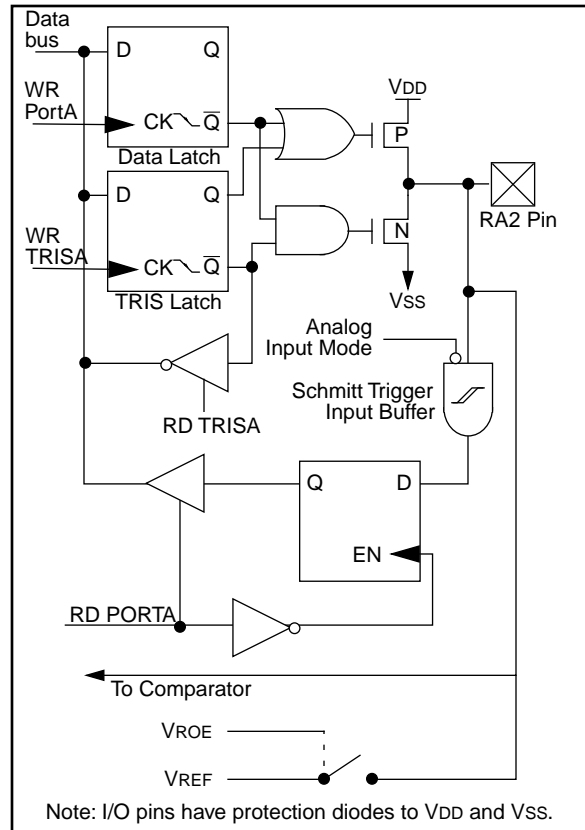 Data
bus
D
Q
VDD
WR
PortA
CK
Q
P
Data Latch
D
Q
RA2 Pin
N
WR
TRISA
CK
Q
VSS
TRIS Latch
Analog
Input Mode
Schmitt Trigger
Input Buffer
RD TRISA
Q
D
EN
RD PORTA
To Comparator
VROE
VREF
Note: I/O pins have protection diodes to VDD and VSS.